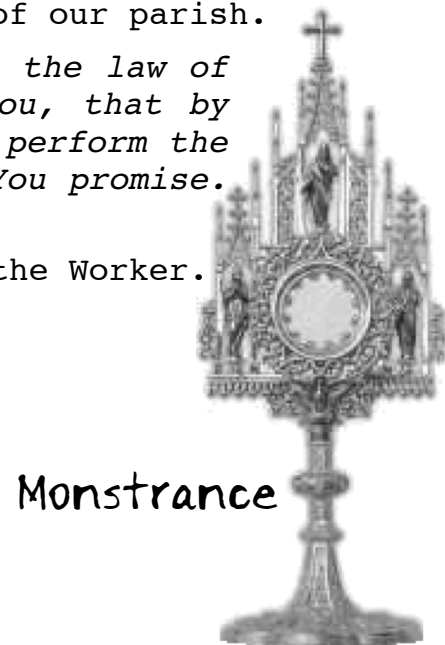 of our parish.
the law of
ou, that by
perform the
You promise.
the Worker.
Monstrance